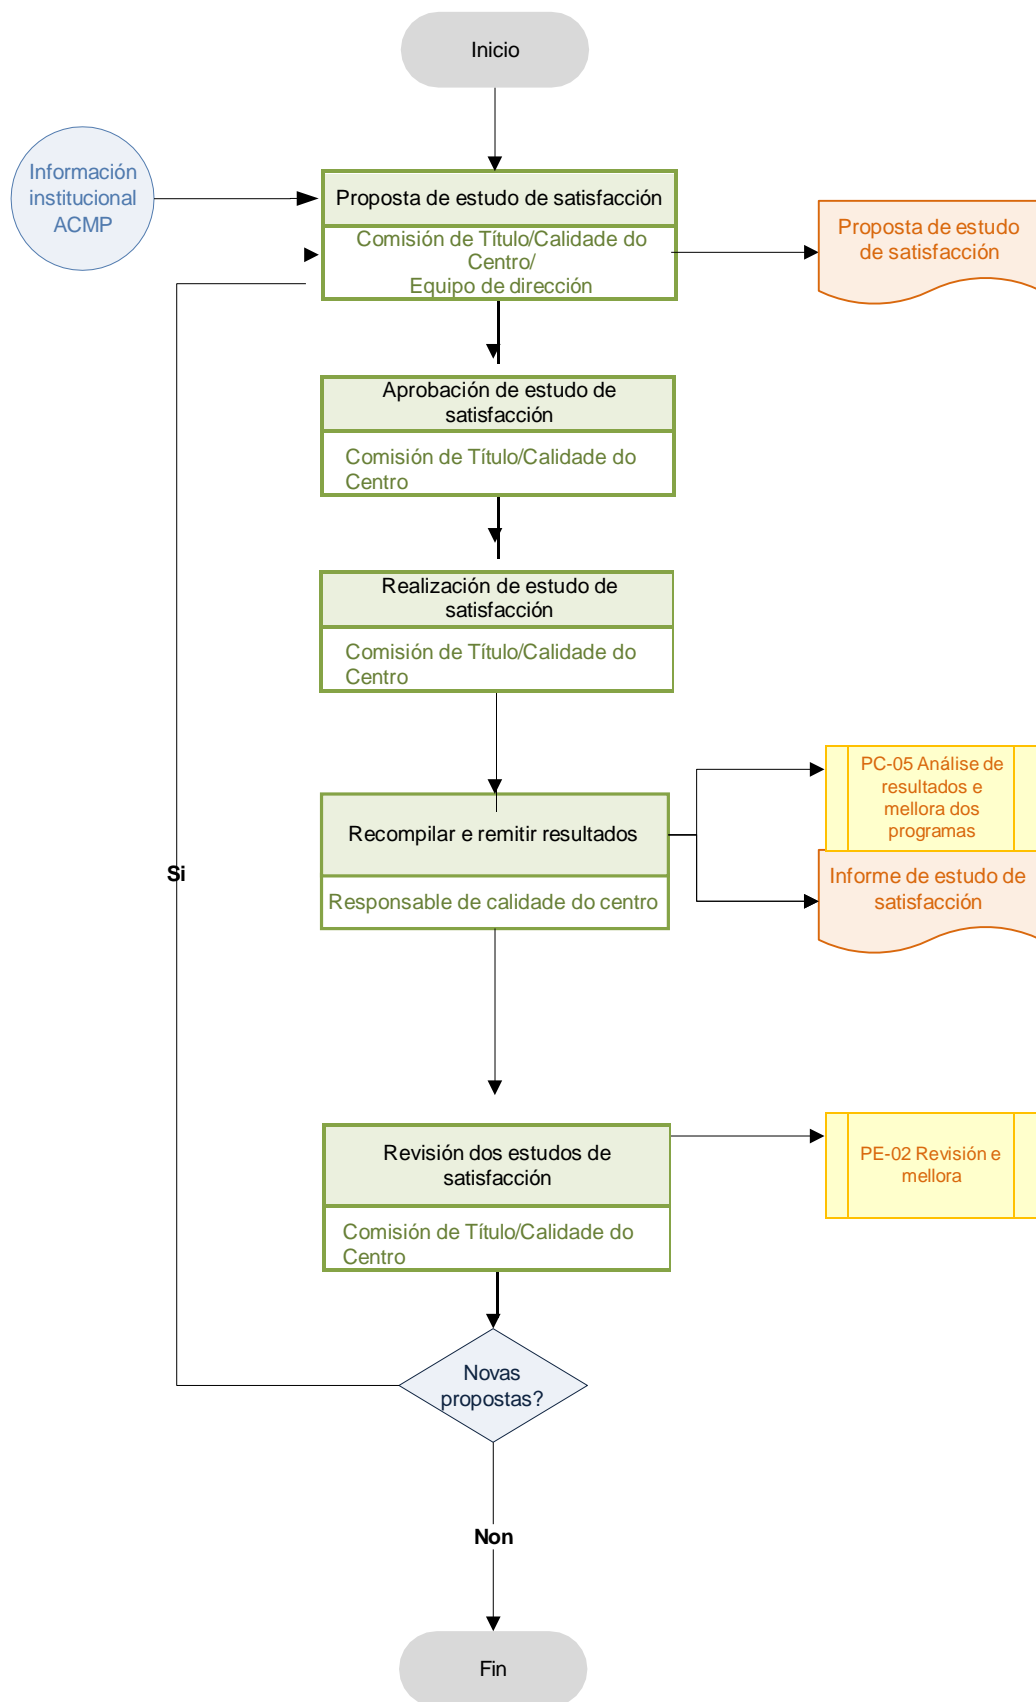 Inicio
Información
institucional
ACMP
Proposta de estudo de satisfacción
Comisión de Título/Calidade do
Centro/
Equipo de dirección
Proposta de estudo
de satisfacción
Aprobación de estudo de
satisfacción
Comisión de Título/Calidade do
Centro
Realización de estudo de
satisfacción
Comisión de Título/Calidade do
Centro
PC-05 Análise de
resultados e
mellora dos
programas
Recompilar e remitir resultados
Responsable de calidade do centro
Informe de estudo de
satisfacción
Si
Revisión dos estudos de
satisfacción
Comisión de Título/Calidade do
Centro
PE-02 Revisión e
mellora
Novas
propostas?
Non
Fin